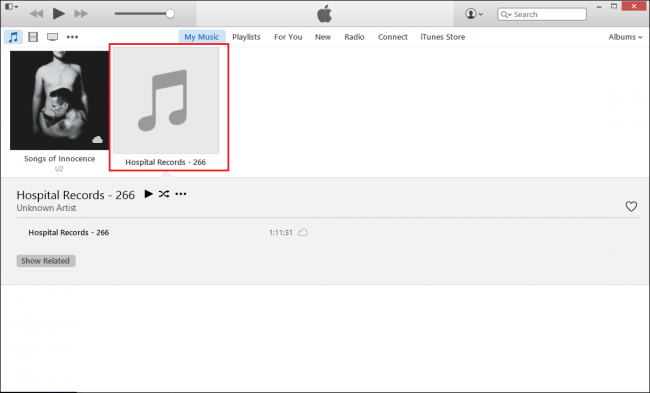 Search
My Music Playlists For You New Radio Connect iTunes Store Albums
Songs of Innocence
U2
Hospital Records - 266
Hospital Records - 266
Unknown Artist
Hospital Records - 266 1:11:31
Show Related